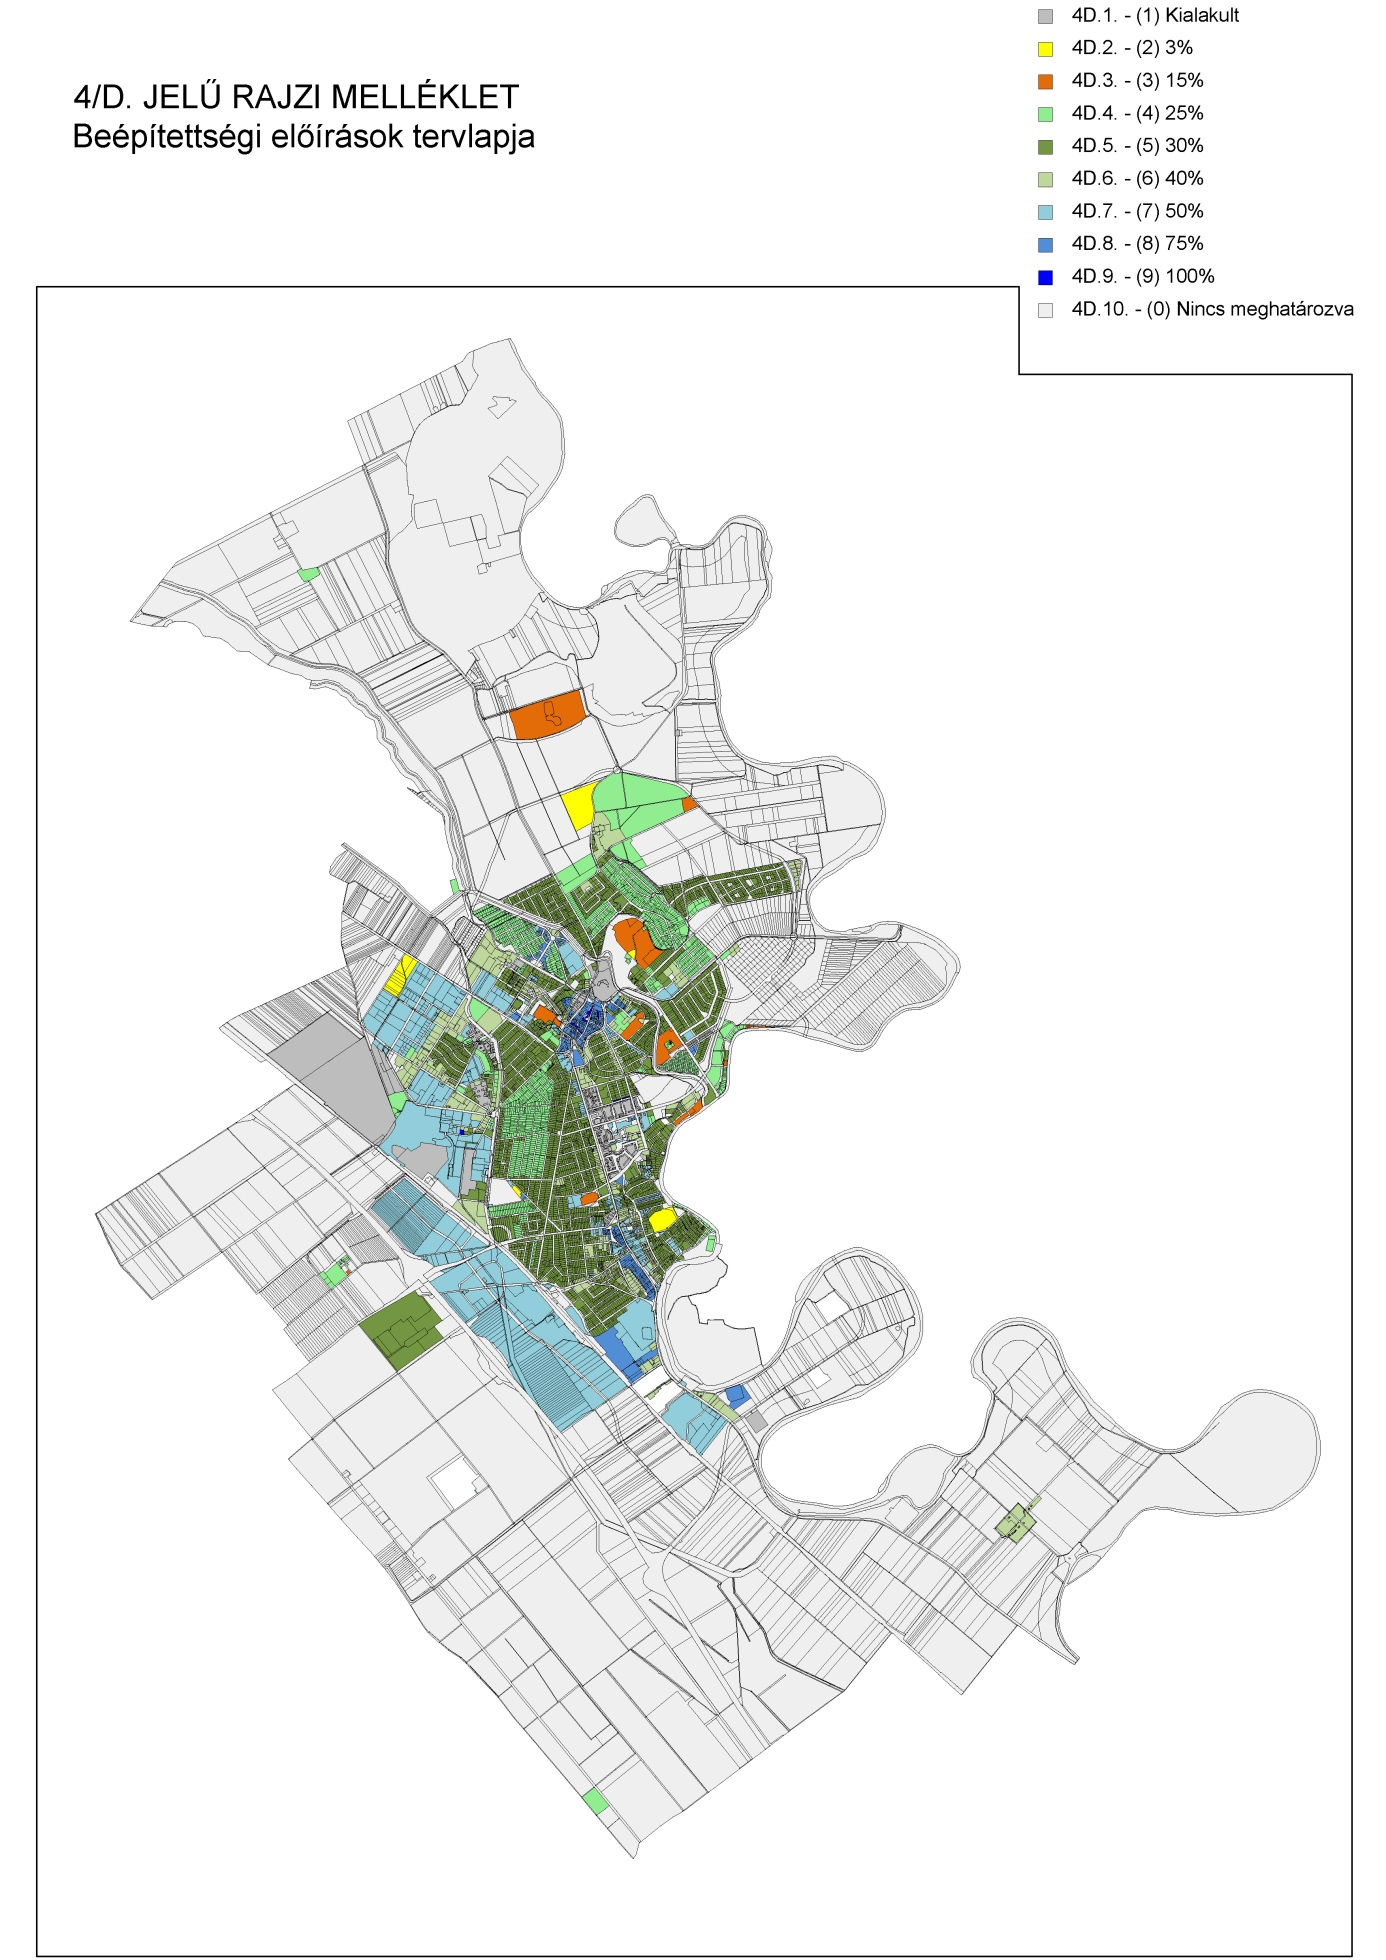 4/D. JELŰ RAJZI MELLÉKLET
Beépítettségi előírások tervlapja
4D.1. - (1) Kialakult
4D.2. - (2) 3%
4D.3. - (3) 15%
4D.4. - (4) 25%
4D.5. - (5) 30%
4D.6. - (6) 40%
4D.7. - (7) 50%
4D.8. - (8) 75%
4D.9. - (9) 100%
4D.10. - (0) Nincs meghatározva